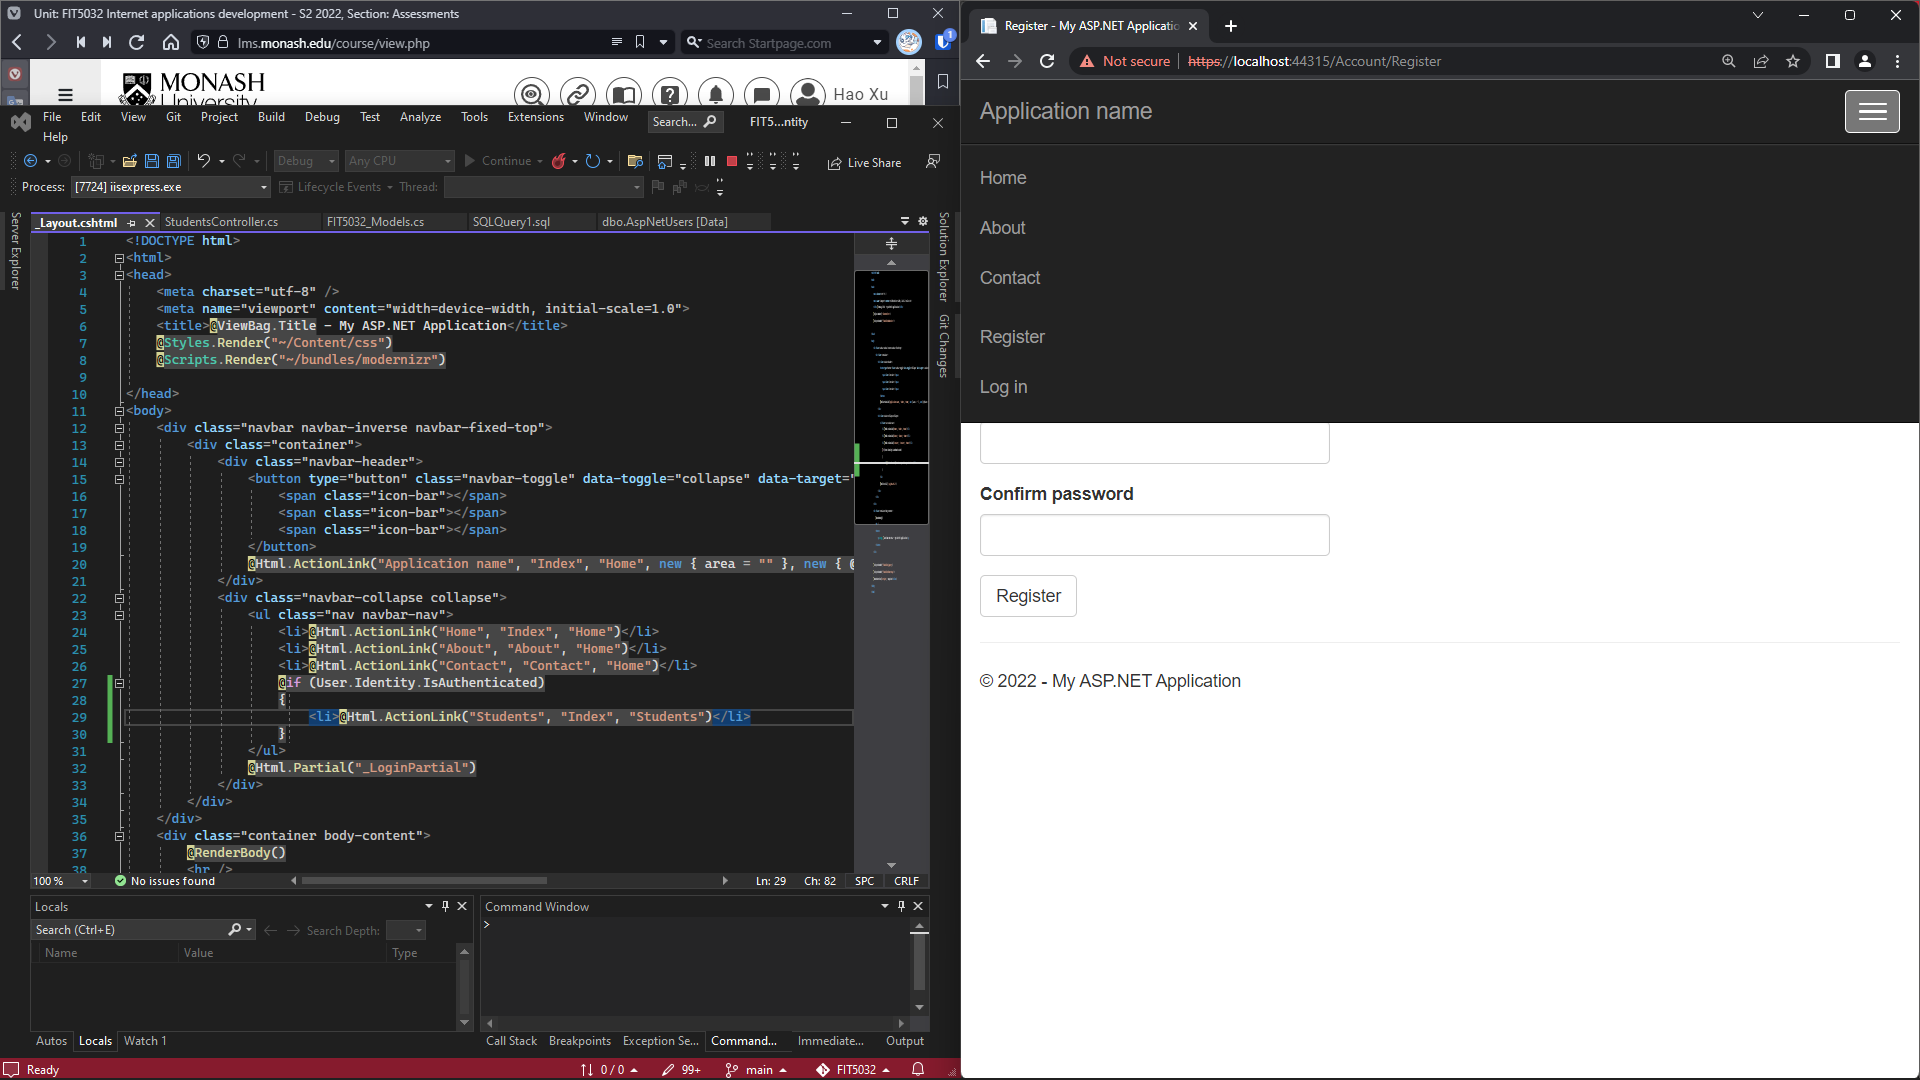 Unit: FIT5032 Internet applications development - S2 2022, Section: Assessments
lms.monash.edu/course/view.php
Search Startpage.com
1
MONASH
University
Hao Xu
File Edit View Git Project Build Debug Test Analyze Tools Extensions Window
Search...
FIT5...ntity
Help
Debug
Any CPU
Continue
Live Share
Process:
[7724] iisexpress.exe
Lifecycle Events
Thread:
Server Explorer
_Layout.cshtml
StudentsController.cs
FIT5032_Models.cs
SQLQuery1.sql
dbo.AspNetUsers [Data]
Solution Explorer
Git Changes
1 <!DOCTYPE html>
2 <html>
3 <head>
4 <meta charset="utf-8" />
5 <meta name="viewport" content="width=device-width, initial-scale=1.0">
6 <title>@ViewBag.Title - My ASP.NET Application</title>
7 @Styles.Render("~/Content/css")
8 @Scripts.Render("~/bundles/modernizr")
9
10 </head>
11 <body>
12 <div class="navbar navbar-inverse navbar-fixed-top">
13 <div class="container">
14 <div class="navbar-header">
15 <button type="button" class="navbar-toggle" data-toggle="collapse" data-target="
16 <span class="icon-bar"></span>
17 <span class="icon-bar"></span>
18 <span class="icon-bar"></span>
19 </button>
20 @Html.ActionLink("Application name", "Index", "Home", new { area = "" }, new { @
21 </div>
22 <div class="navbar-collapse collapse">
23 <ul class="nav navbar-nav">
24 <li>@Html.ActionLink("Home", "Index", "Home")</li>
25 <li>@Html.ActionLink("About", "About", "Home")</li>
26 <li>@Html.ActionLink("Contact", "Contact", "Home")</li>
27 @if (User.Identity.IsAuthenticated)
28 {
29 <li>@Html.ActionLink("Students", "Index", "Students")</li>
30 }
31 </ul>
32 @Html.Partial("_LoginPartial")
33 </div>
34 </div>
35 </div>
36 <div class="container body-content">
37 @RenderBody()
38 <hr />
100 %
No issues found
Ln: 29
Ch: 82
SPC
CRLF
Locals
Search (Ctrl+E)
Search Depth:
Name
Value
Type
Autos
Locals
Watch 1
Command Window
>
Call Stack
Breakpoints
Exception Se...
Command...
Immediate...
Output
Ready
0 / 0
99+
main
FIT5032
Register - My ASP.NET Applicatio
Not secure
https://localhost:44315/Account/Register
Application name
Home
About
Contact
Register
Log in
Confirm password
Register
© 2022 - My ASP.NET Application